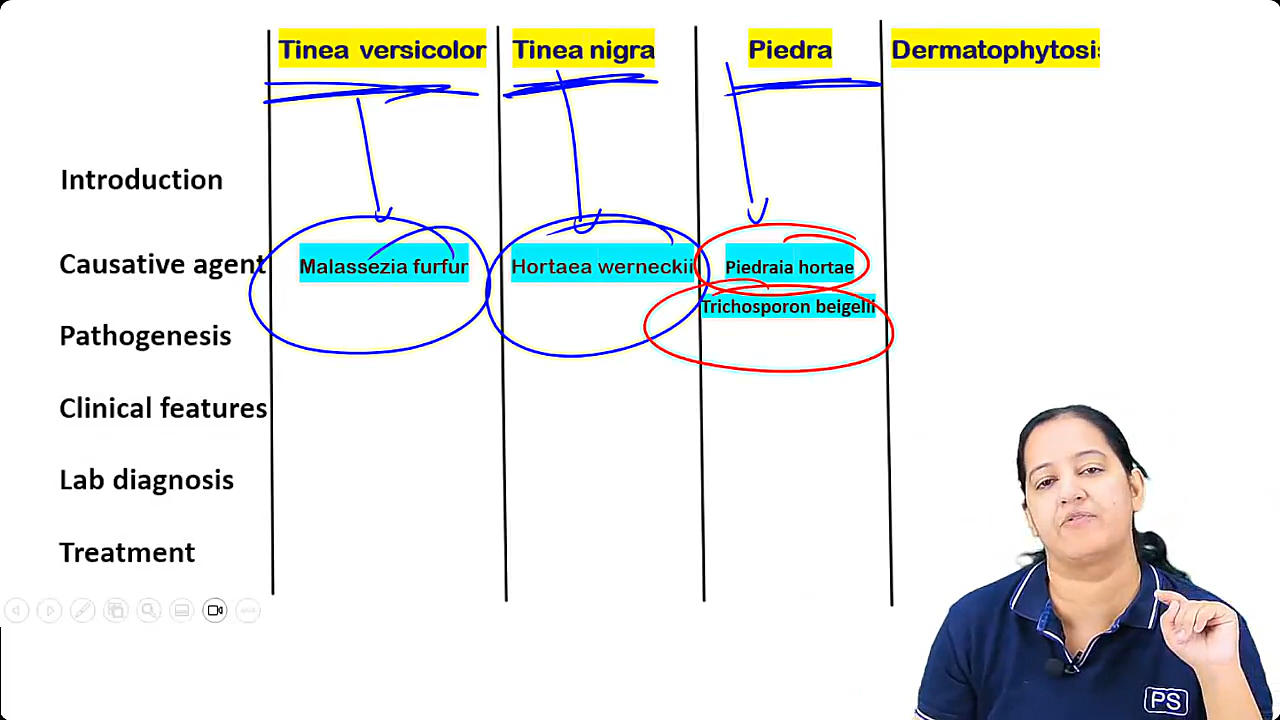 Tinea versicolor
Tinea nigra
Piedra
Dermatophytosis
Introduction
Causative agent
Malassezia furfur
Hortaea werneckii
Piedraia hortae
Trichosporon beigelii
Pathogenesis
Clinical features
Lab diagnosis
Treatment
PS